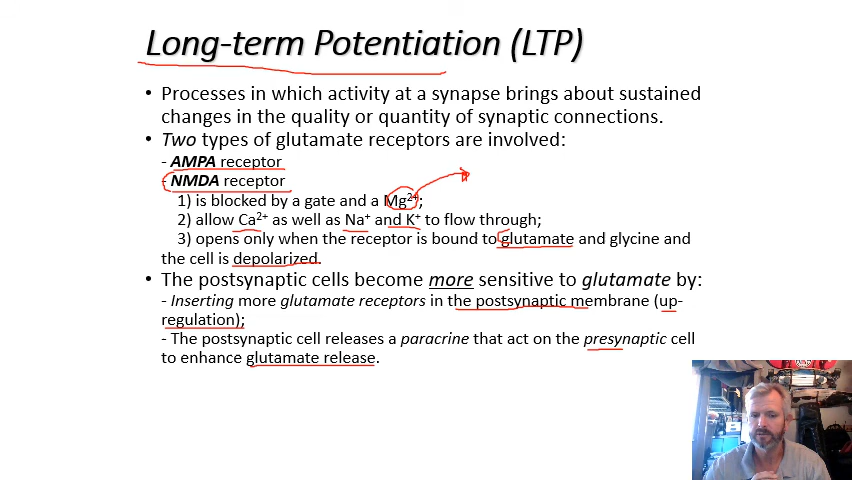 Long-term Potentiation (LTP)
• Processes in which activity at a synapse brings about sustained
changes in the quality or quantity of synaptic connections.
• Two types of glutamate receptors are involved:
- AMPA receptor
- NMDA receptor
1) is blocked by a gate and a Mg²⁺;
2) allow Ca²⁺ as well as Na⁺ and K⁺ to flow through;
3) opens only when the receptor is bound to glutamate and glycine and
the cell is depolarized.
• The postsynaptic cells become more sensitive to glutamate by:
- Inserting more glutamate receptors in the postsynaptic membrane (up-
regulation);
- The postsynaptic cell releases a paracrine that act on the presynaptic cell
to enhance glutamate release.